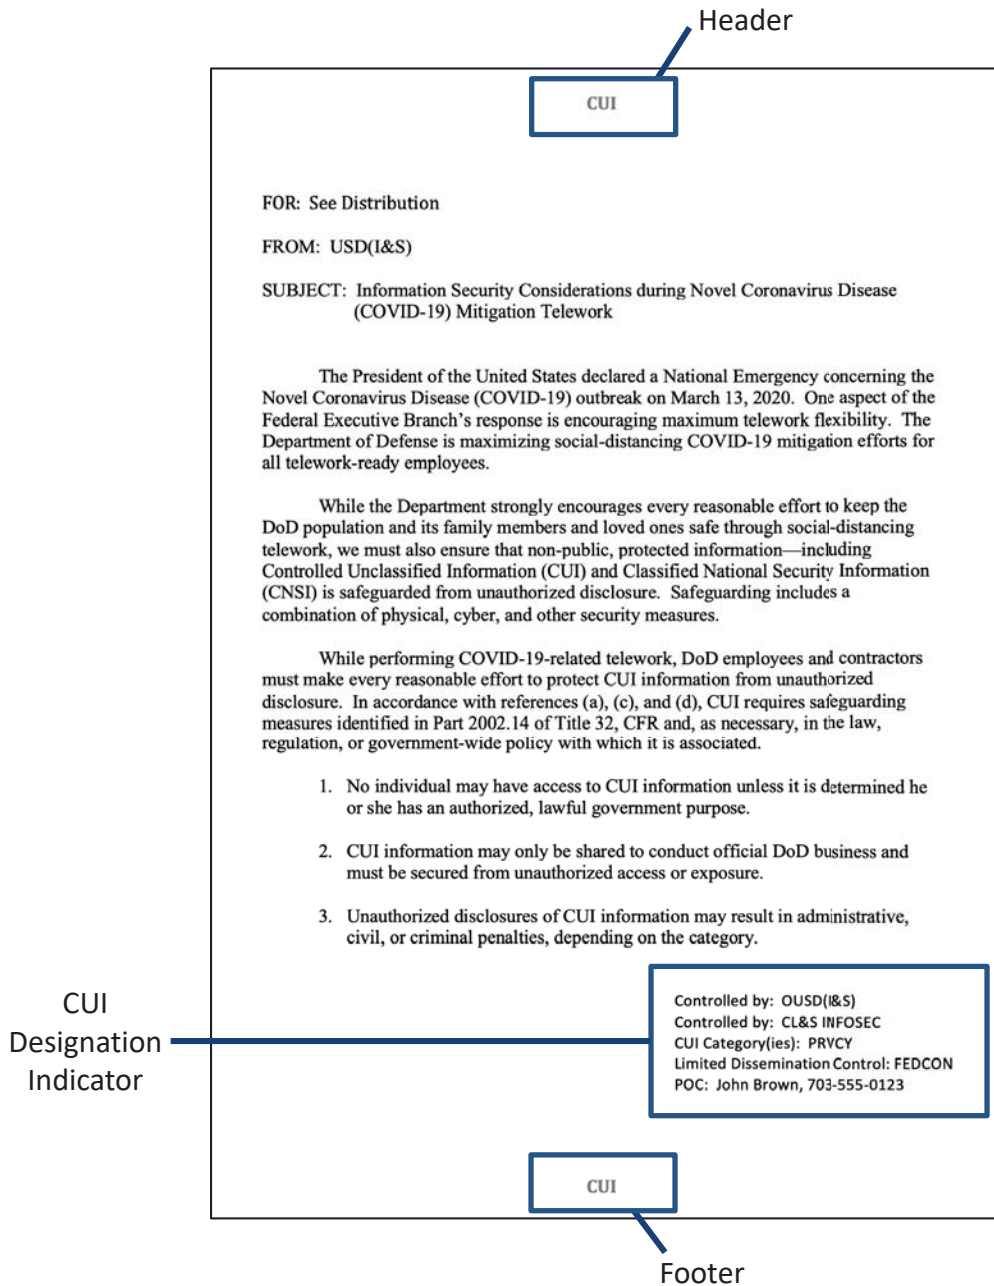 Header
CUI
FOR: See Distribution
FROM: USD(I&S)
SUBJECT: Information Security Considerations during Novel Coronavirus Disease
(COVID-19) Mitigation Telework
The President of the United States declared a National Emergency concerning the
Novel Coronavirus Disease (COVID-19) outbreak on March 13, 2020. One aspect of the
Federal Executive Branch's response is encouraging maximum telework flexibility. The
Department of Defense is maximizing social-distancing COVID-19 mitigation efforts for
all telework-ready employees.
While the Department strongly encourages every reasonable effort to keep the
DoD population and its family members and loved ones safe through social-distancing
telework, we must also ensure that non-public, protected information—including
Controlled Unclassified Information (CUI) and Classified National Security Information
(CNSI) is safeguarded from unauthorized disclosure. Safeguarding includes a
combination of physical, cyber, and other security measures.
While performing COVID-19-related telework, DoD employees and contractors
must make every reasonable effort to protect CUI information from unauthorized
disclosure. In accordance with references (a), (c), and (d), CUI requires safeguarding
measures identified in Part 2002.14 of Title 32, CFR and, as necessary, in the law,
regulation, or government-wide policy with which it is associated.
1. No individual may have access to CUI information unless it is determined he
or she has an authorized, lawful government purpose.
2. CUI information may only be shared to conduct official DoD business and
must be secured from unauthorized access or exposure.
3. Unauthorized disclosures of CUI information may result in administrative,
civil, or criminal penalties, depending on the category.
CUI
Designation
Indicator
Controlled by: OUSD(I&S)
Controlled by: CL&S INFOSEC
CUI Category(ies): PRVCY
Limited Dissemination Control: FEDCON
POC: John Brown, 703-555-0123
CUI
Footer